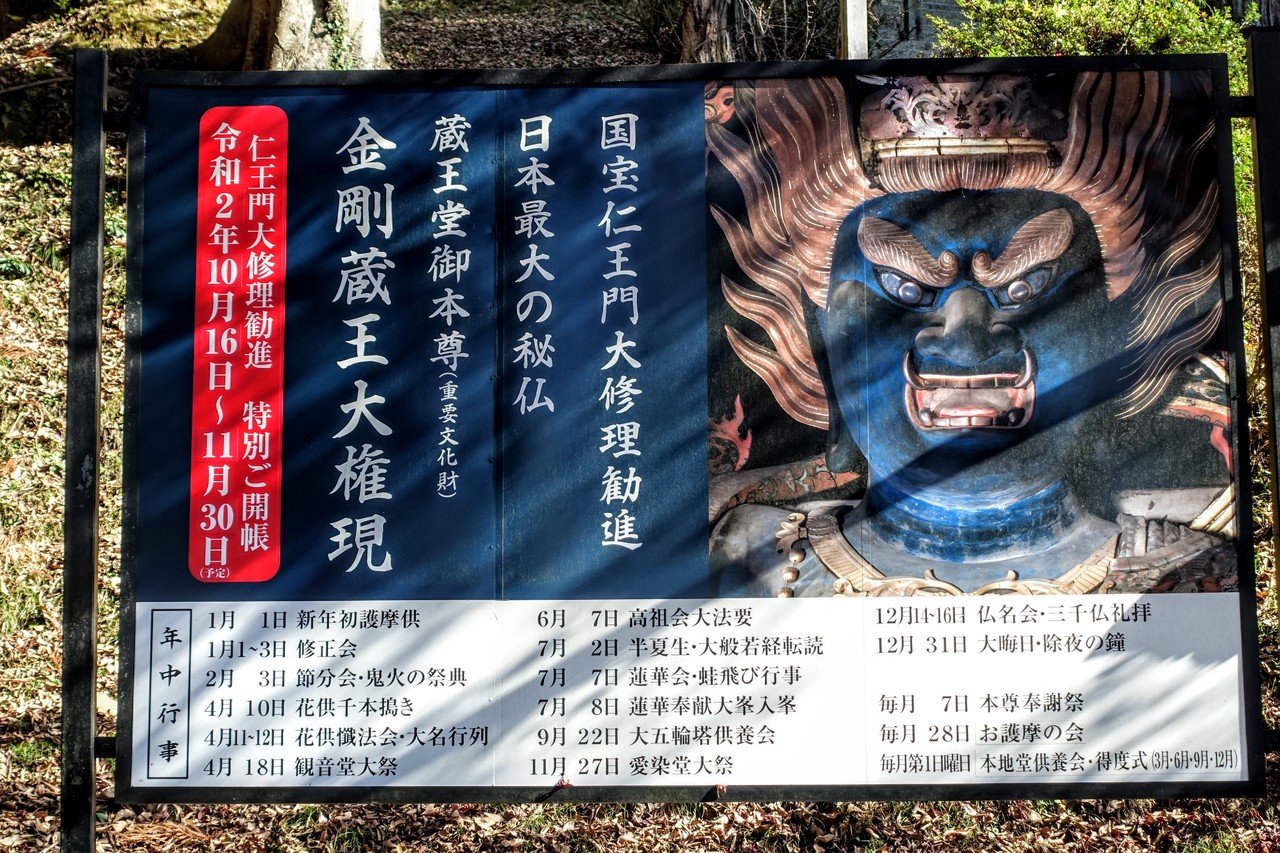 国宝仁王門大修理勧進
日本最大の秘仏
蔵王堂御本尊(重要文化財)
金剛蔵王大権現
仁王門大修理勧進 特別ご開帳
令和2年10月16日~11月30日(予定)
年中行事
1月 1日 新年初護摩供
1月1~3日 修正会
2月 3日 節分会・鬼火の祭典
4月 10日 花供千本搗き
4月11~12日 花供懺法会・大名行列
4月 18日 観音堂大祭
6月 7日 高祖会大法要
7月 2日 半夏生・大般若経転読
7月 7日 蓮華会・蛙飛び行事
7月 8日 蓮華奉献大峯入峯
9月 22日 大五輪塔供養会
11月 27日 愛染堂大祭
12月14~16日 仏名会・三千仏礼拝
12月 31日 大晦日・除夜の鐘
毎月 7日 本尊奉謝祭
毎月 28日 お護摩の会
毎月第1日曜日 本地堂供養会・得度式(3月・6月・9月・12月)